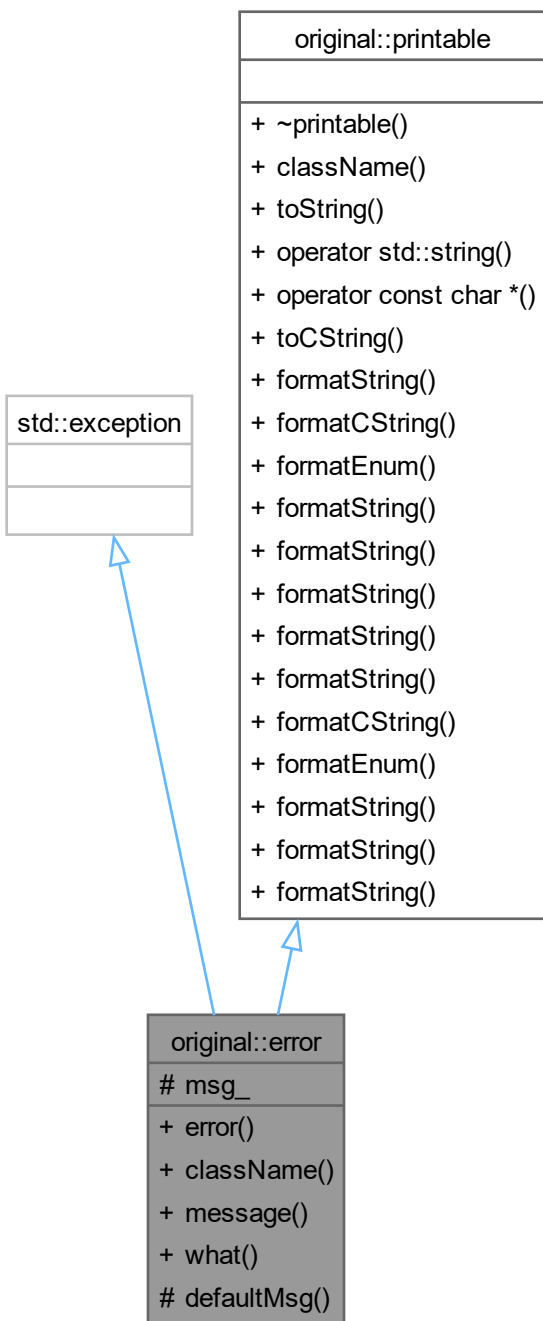 original::printable
+ ~printable()
+ className()
+ toString()
+ operator std::string()
+ operator const char *()
+ toCString()
+ formatString()
+ formatCString()
+ formatEnum()
+ formatString()
+ formatString()
+ formatString()
+ formatString()
+ formatString()
+ formatCString()
+ formatEnum()
+ formatString()
+ formatString()
+ formatString()
std::exception
original::error
# msg_
+ error()
+ className()
+ message()
+ what()
# defaultMsg()